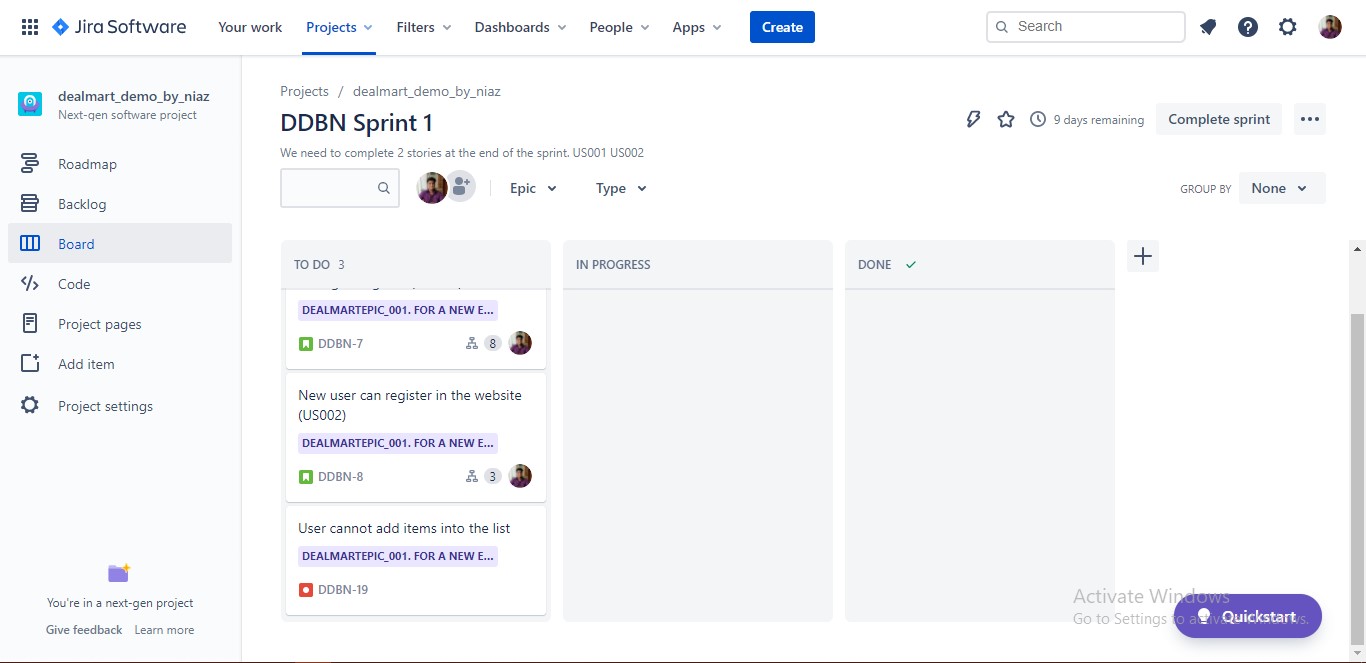 Jira Software
Your work
Projects
Filters
Dashboards
People
Apps
Create
Search
dealmart_demo_by_niaz
Next-gen software project
Roadmap
Backlog
Board
Code
Project pages
Add item
Project settings
You're in a next-gen project
Give feedback Learn more
Projects / dealmart_demo_by_niaz
DDBN Sprint 1
9 days remaining
Complete sprint
We need to complete 2 stories at the end of the sprint. US001 US002
Epic
Type
GROUP BY
None
TO DO 3
DEALMARTEPIC_001. FOR A NEW E...
DDBN-7
8
New user can register in the website
(US002)
DEALMARTEPIC_001. FOR A NEW E...
DDBN-8
3
User cannot add items into the list
DEALMARTEPIC_001. FOR A NEW E...
DDBN-19
IN PROGRESS
DONE
Activate Windows
Go to Settings to activate Windows.
Quickstart